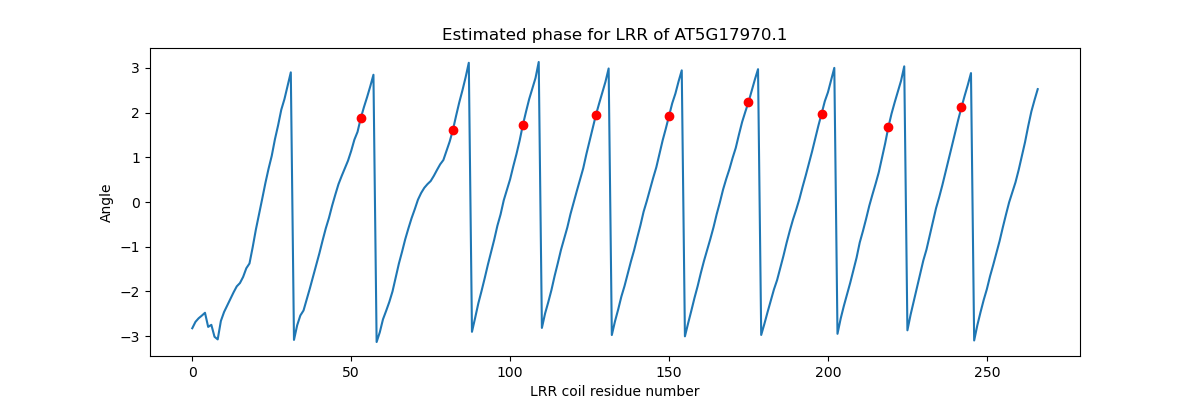 Estimated phase for LRR of AT5G17970.1
3
2
1
0
−1
−2
−3
Angle
0 50 100 150 200 250
LRR coil residue number